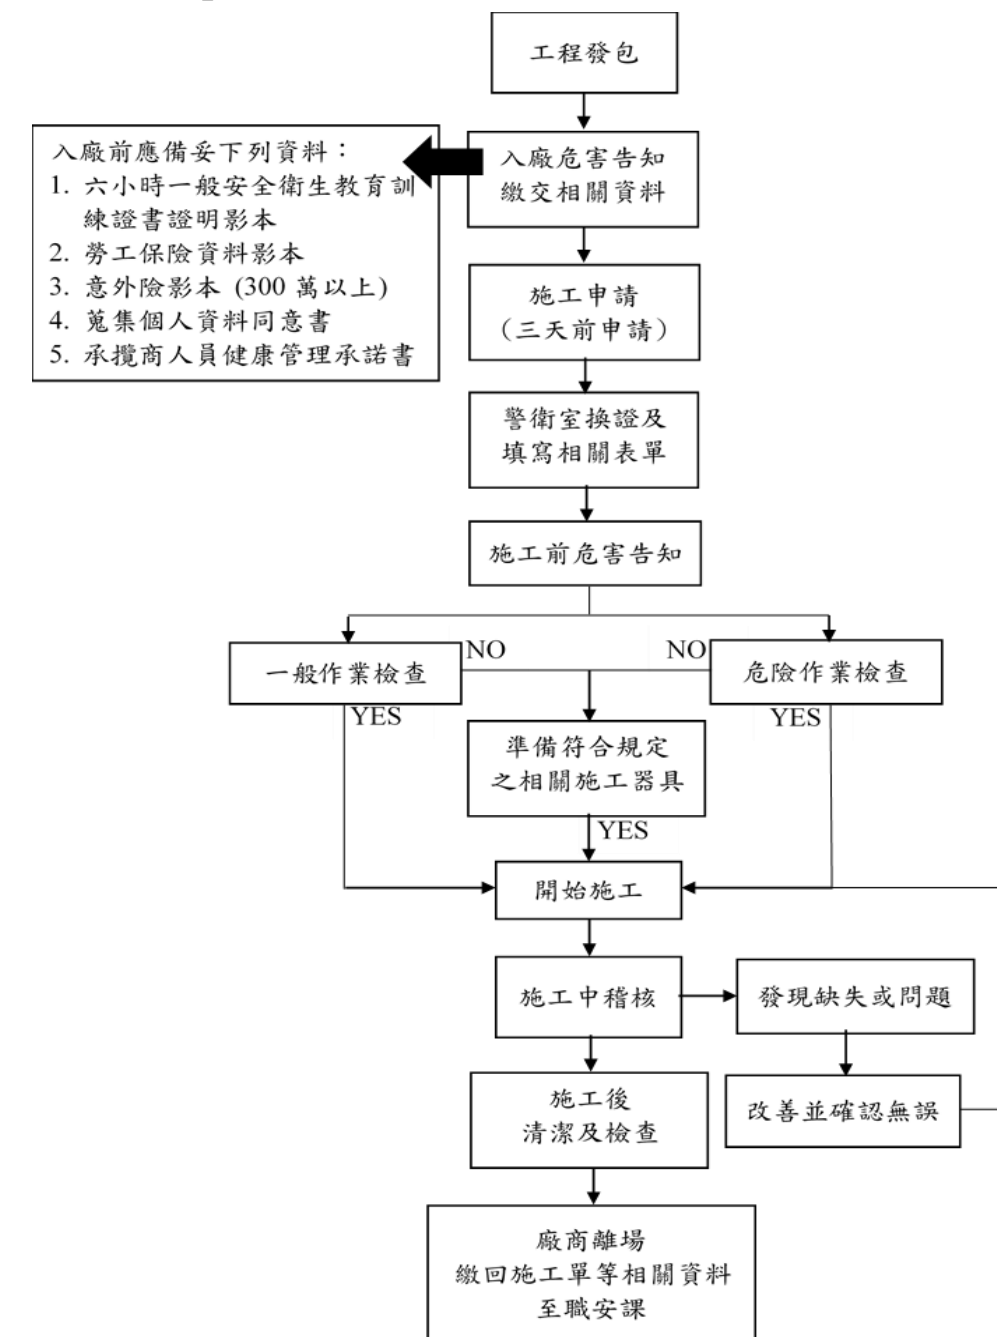 工程發包
入廠危害告知
繳交相關資料
入廠前應備妥下列資料：
1. 六小時一般安全衛生教育訓
練證書證明影本
2. 勞工保險資料影本
3. 意外險影本 (300 萬以上)
4. 蒐集個人資料同意書
5. 承攬商人員健康管理承諾書
施工申請
（三天前申請）
警衛室換證及
填寫相關表單
施工前危害告知
NO
NO
一般作業檢查
危險作業檢查
YES
YES
準備符合規定
之相關施工器具
YES
開始施工
施工中稽核
發現缺失或問題
改善並確認無誤
施工後
清潔及檢查
廠商離場
繳回施工單等相關資料
至職安課